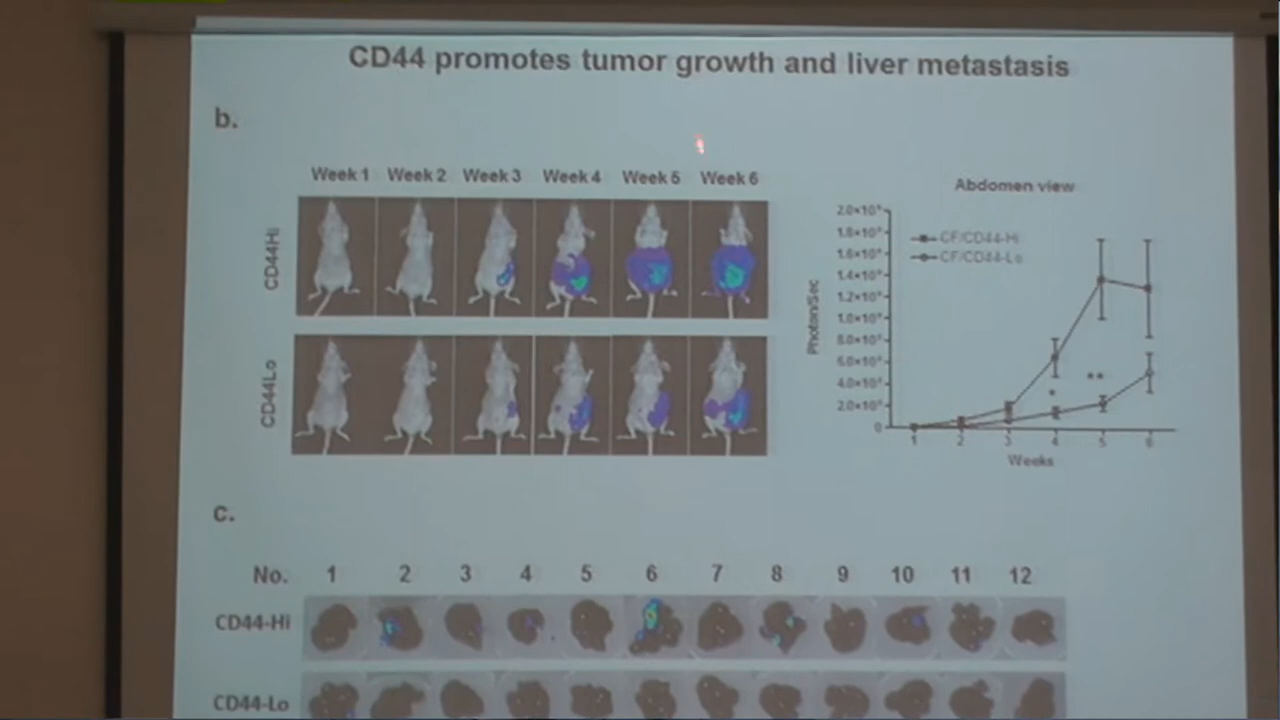 CD44 promotes tumor growth and liver metastasis
b.
Week 1 Week 2 Week 3 Week 4 Week 5 Week 6
CD44Hi
CD44Lo
Abdomen view
CF/CD44-Hi
CF/CD44-Lo
Photon/Sec
0
1 2 3 4 5 6
* **
Weeks
c.
No. 1 2 3 4 5 6 7 8 9 10 11 12
CD44-Hi
CD44-Lo